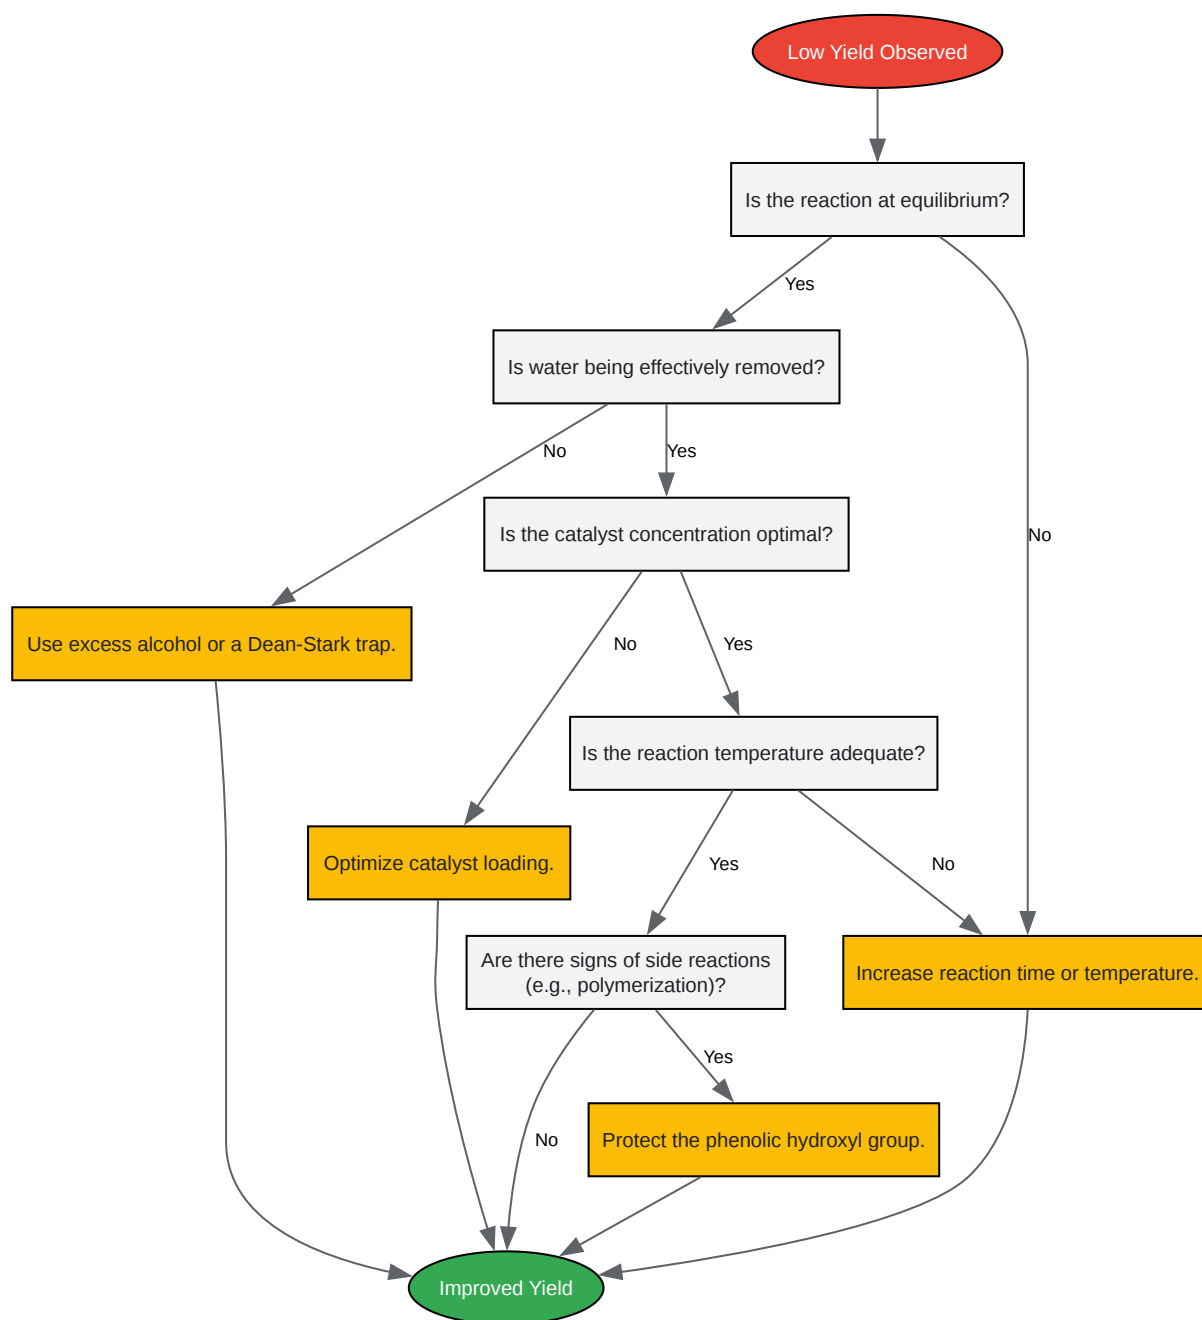 Low Yield Observed
Is the reaction at equilibrium?
Yes
Is water being effectively removed?
No
Yes
Is the catalyst concentration optimal?
No
Use excess alcohol or a Dean-Stark trap.
No
Yes
Is the reaction temperature adequate?
Optimize catalyst loading.
Yes
No
Are there signs of side reactions
(e.g., polymerization)?
Increase reaction time or temperature.
Yes
No
Protect the phenolic hydroxyl group.
Improved Yield